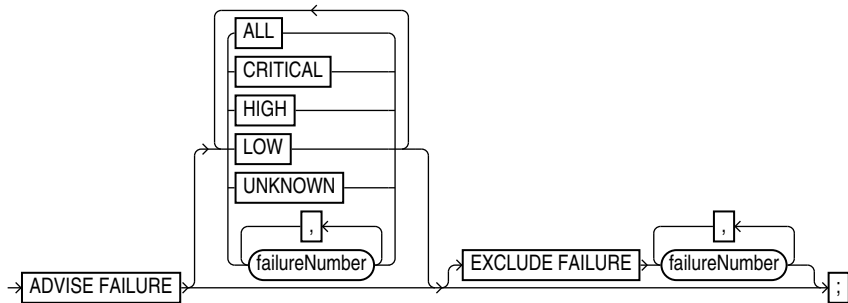 ALL
CRITICAL
HIGH
LOW
UNKNOWN
,
failureNumber
,
ADVISE FAILURE
EXCLUDE FAILURE
failureNumber
;